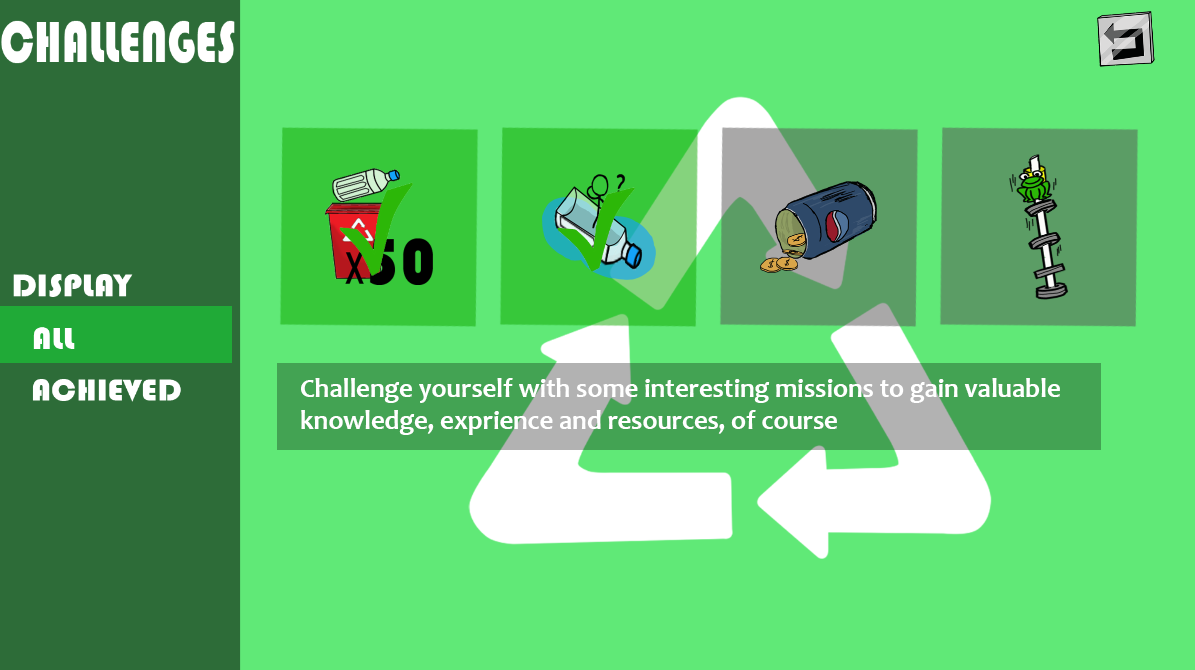 CHALLENGES
x50
?
DISPLAY
ALL
ACHIEVED
Challenge yourself with some interesting missions to gain valuable
knowledge, exprience and resources, of course